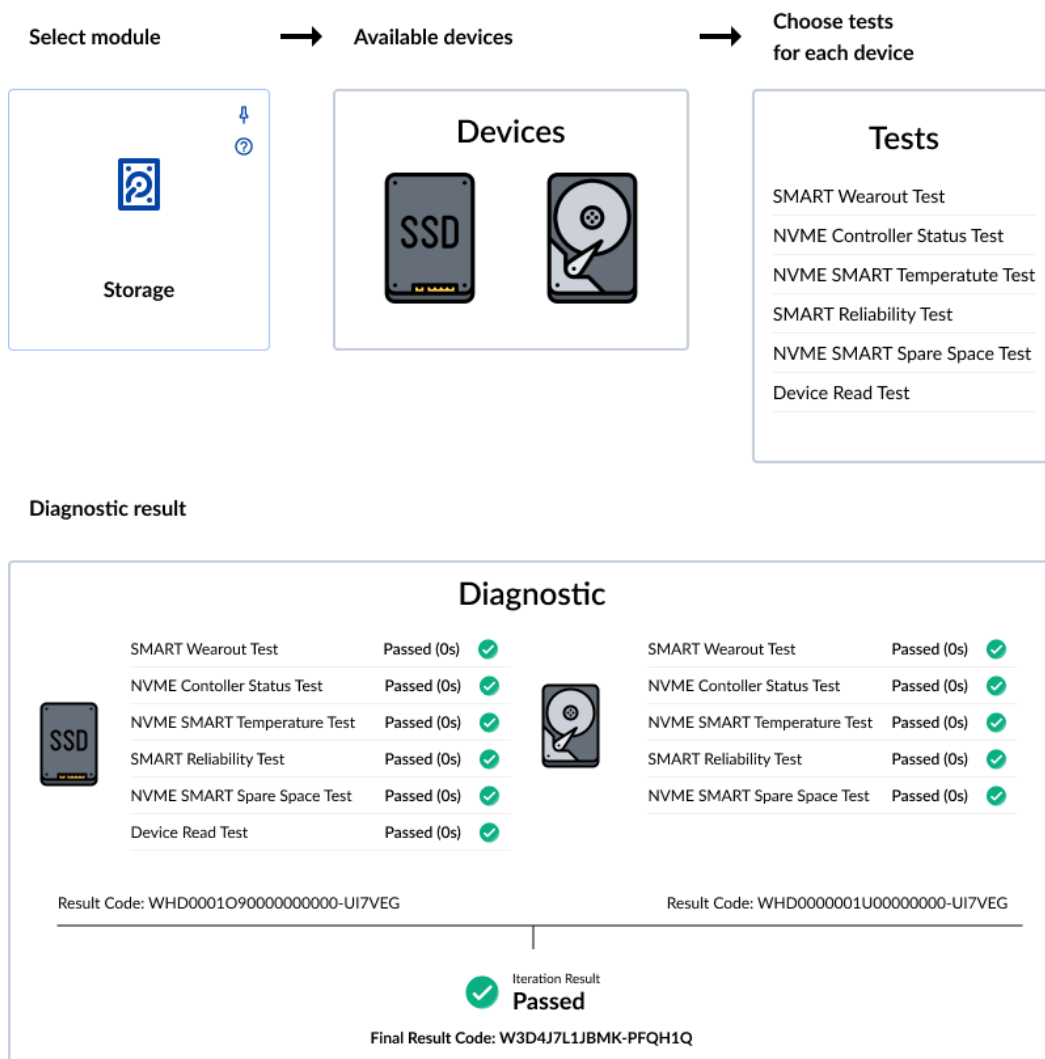 Select module
Available devices
Choose tests
for each device
Storage
Devices
SSD
Tests
SMART Wearout Test
NVME Controller Status Test
NVME SMART Temperatute Test
SMART Reliability Test
NVME SMART Spare Space Test
Device Read Test
Diagnostic result
Diagnostic
SSD
SMART Wearout Test Passed (0s)
NVME Contoller Status Test Passed (0s)
NVME SMART Temperature Test Passed (0s)
SMART Reliability Test Passed (0s)
NVME SMART Spare Space Test Passed (0s)
Device Read Test Passed (0s)
SMART Wearout Test Passed (0s)
NVME Contoller Status Test Passed (0s)
NVME SMART Temperature Test Passed (0s)
SMART Reliability Test Passed (0s)
NVME SMART Spare Space Test Passed (0s)
Result Code: WHD0001O90000000000-UI7VEG
Result Code: WHD0000001U00000000-UI7VEG
Iteration Result
Passed
Final Result Code: W3D4J7L1JBMK-PFQH1Q